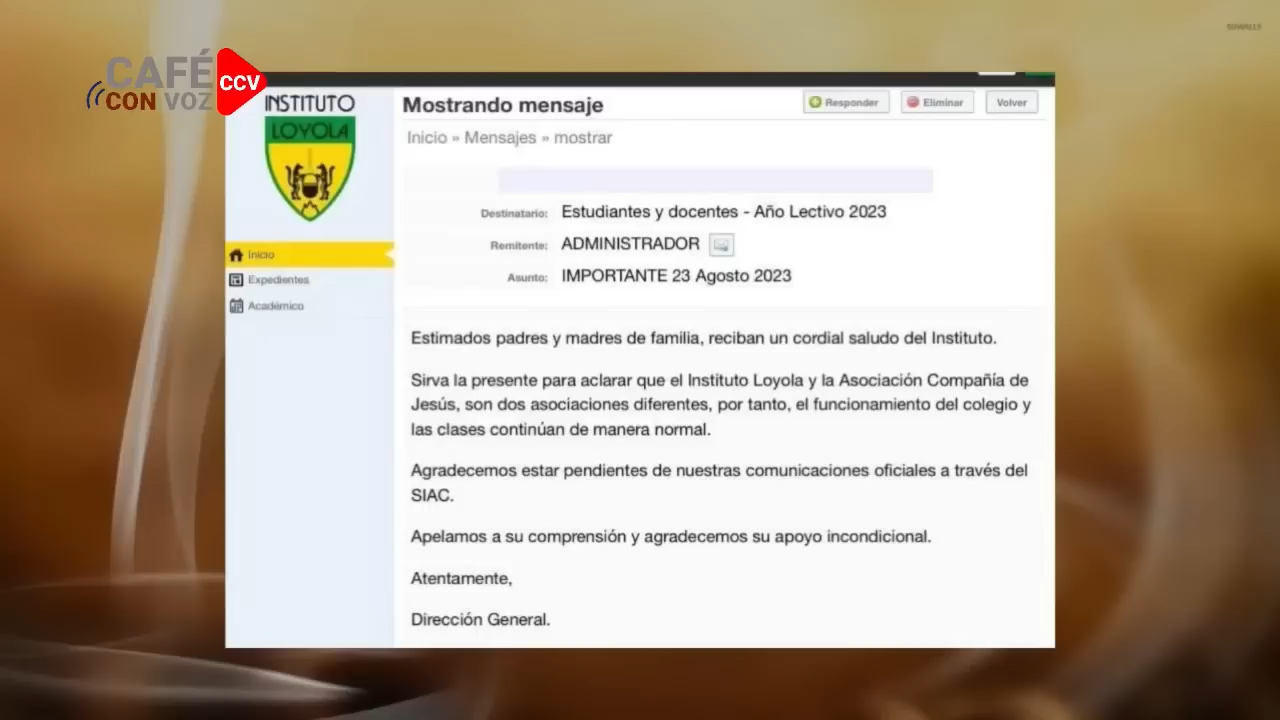 CAFÉ
CON VOZ
CCV
INSTITUTO
LOYOLA
Inicio
Expedientes
Académico
Mostrando mensaje
Responder
Eliminar
Volver
Inicio » Mensajes » mostrar
Destinatario: Estudiantes y docentes - Año Lectivo 2023
Remitente: ADMINISTRADOR
Asunto: IMPORTANTE 23 Agosto 2023
Estimados padres y madres de familia, reciban un cordial saludo del Instituto.
Sirva la presente para aclarar que el Instituto Loyola y la Asociación Compañía de
Jesús, son dos asociaciones diferentes, por tanto, el funcionamiento del colegio y
las clases continúan de manera normal.
Agradecemos estar pendientes de nuestras comunicaciones oficiales a través del
SIAC.
Apelamos a su comprensión y agradecemos su apoyo incondicional.
Atentamente,
Dirección General.